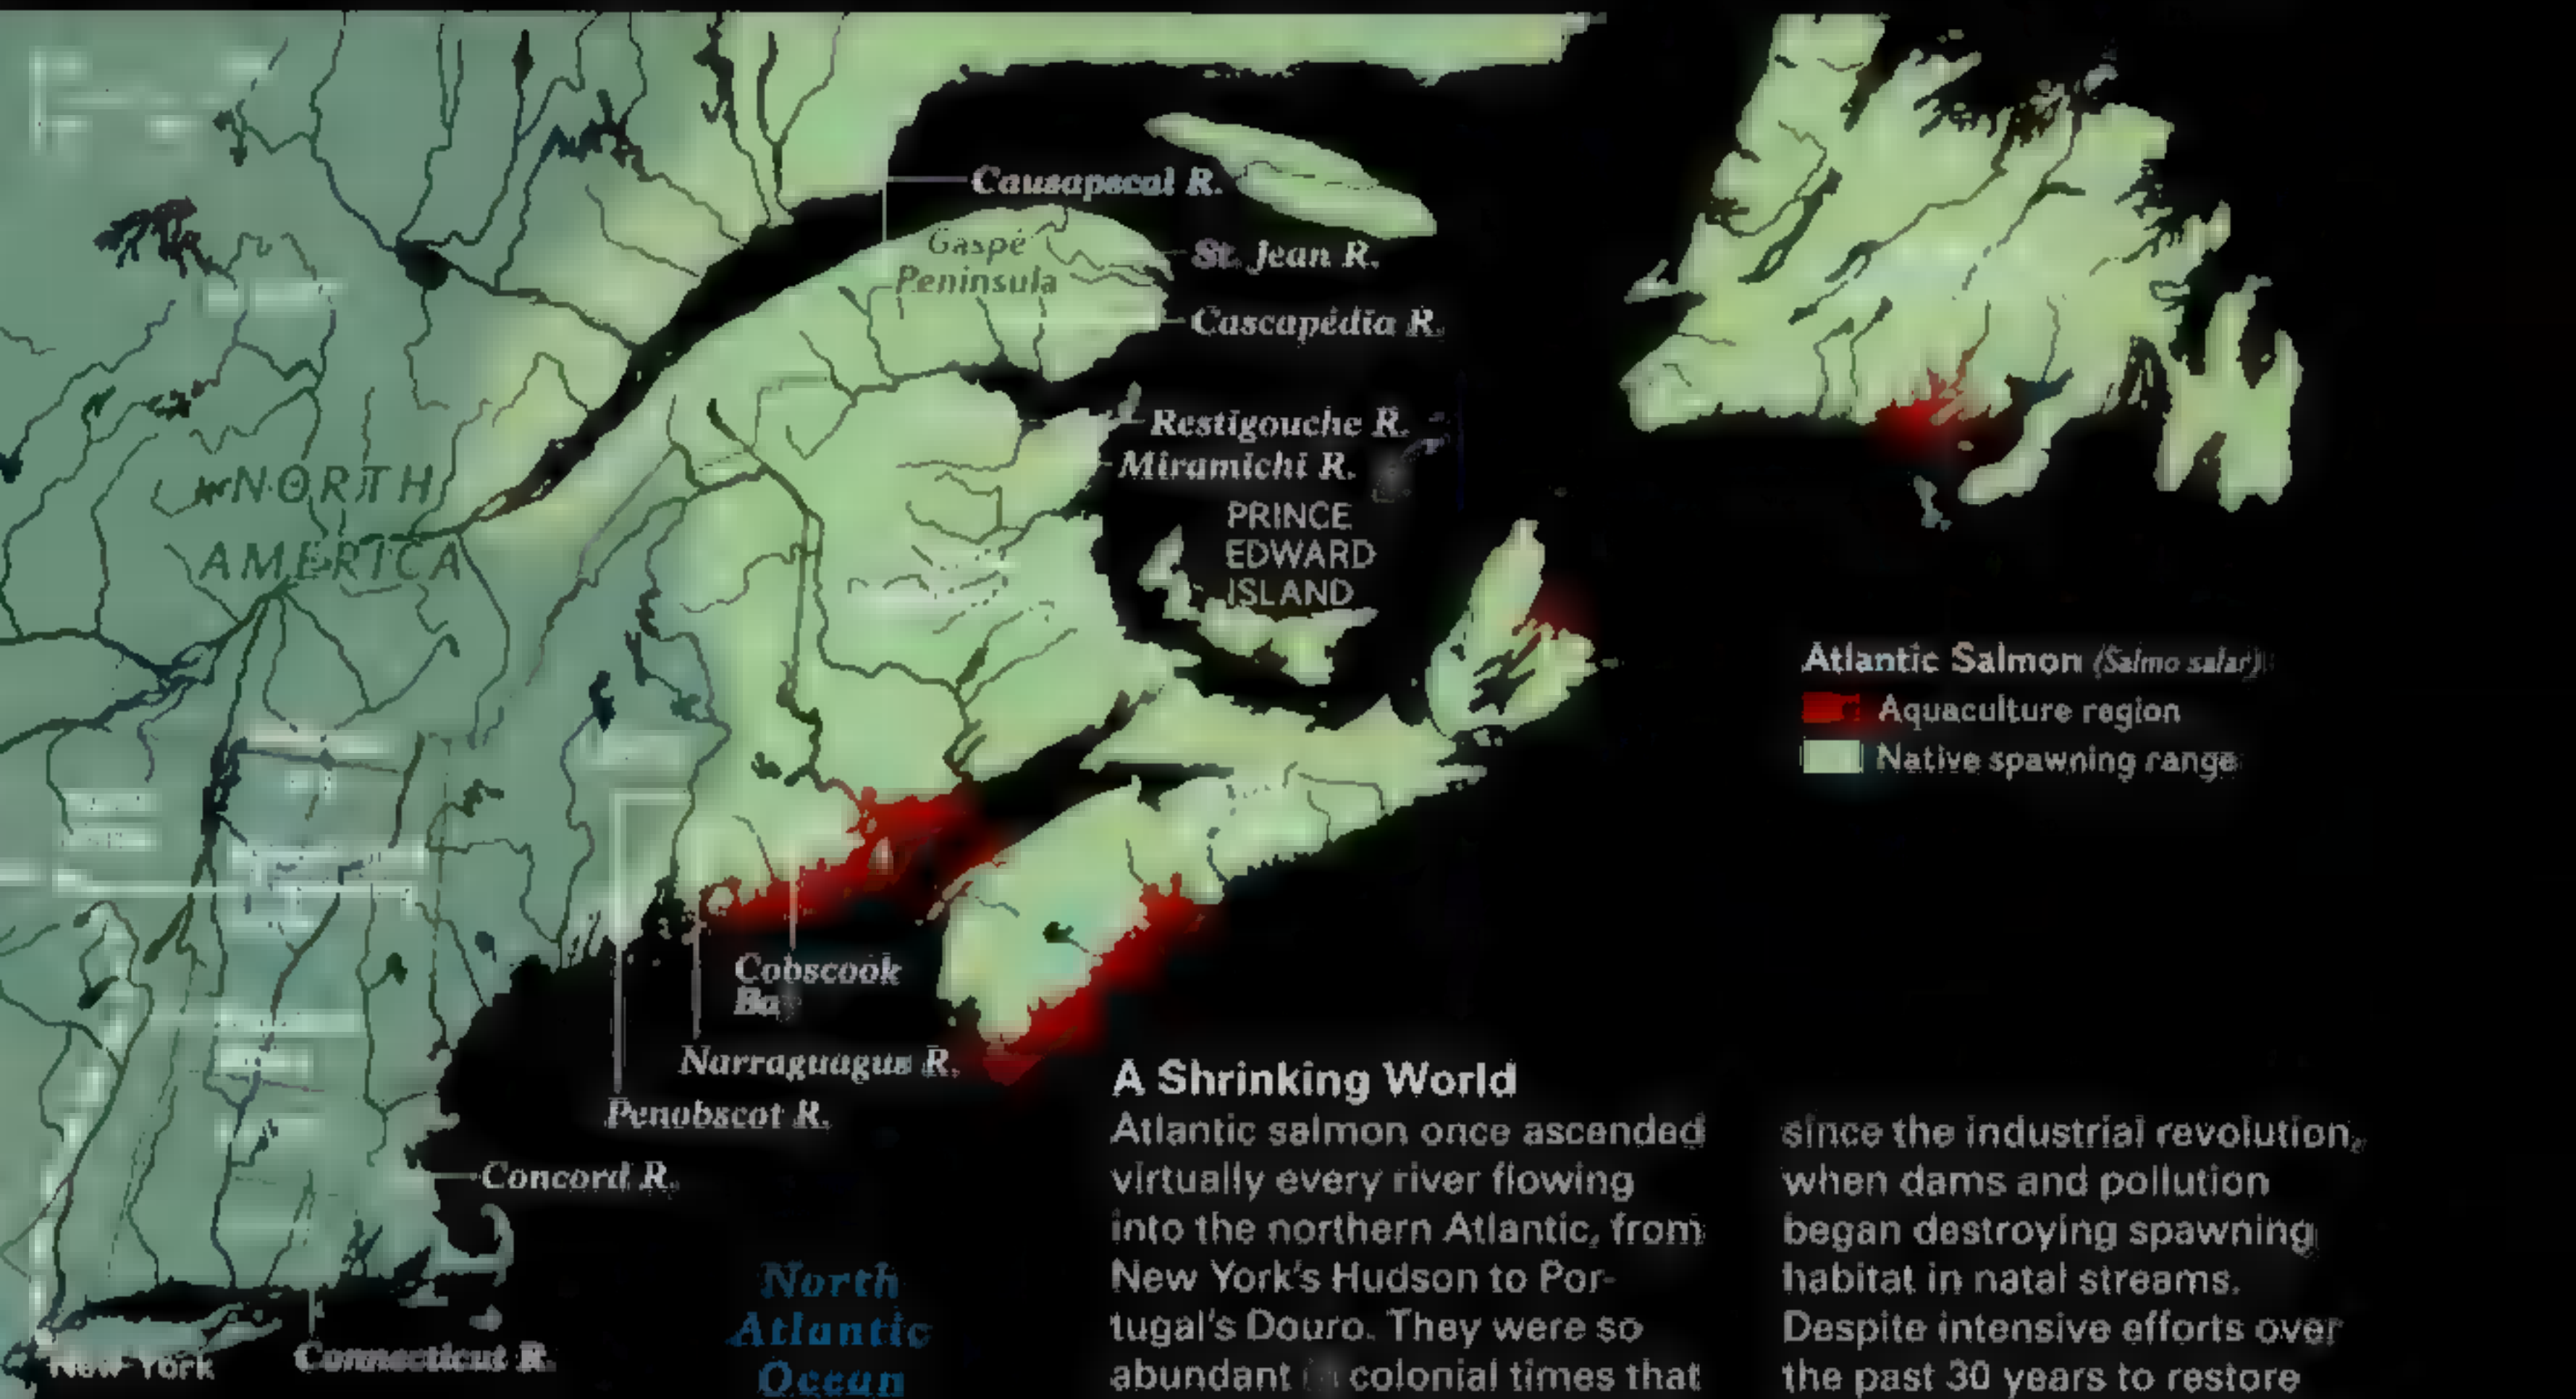 Causapscal R.
Gaspé
Peninsula
St. Jean R.
Cascapédia R.
Restigouche R.
Miramichi R.
NORTH
AMERICA
PRINCE
EDWARD
ISLAND
Atlantic Salmon (Salmo salar)
Aquaculture region
Native spawning range
Cobscook
Bay
Narraguagus R.
Penobscot R.
Concord R.
Connecticut R.
New York
North
Atlantic
Ocean
A Shrinking World
Atlantic salmon once ascended
virtually every river flowing
into the northern Atlantic, from
New York's Hudson to Por-
tugal's Douro. They were so
abundant in colonial times that
since the industrial revolution,
when dams and pollution
began destroying spawning
habitat in natal streams.
Despite intensive efforts over
the past 30 years to restore